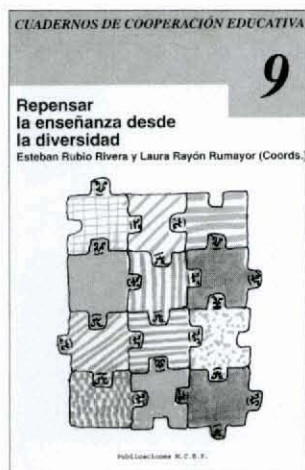 CUADERNOS DE COOPERACIÓN EDUCATIVA
9
Repensar
la enseñanza desde
la diversidad
Esteban Rubio Rivera y Laura Rayón Rumayor (Coords.)
Publicaciones M.C.E.P.